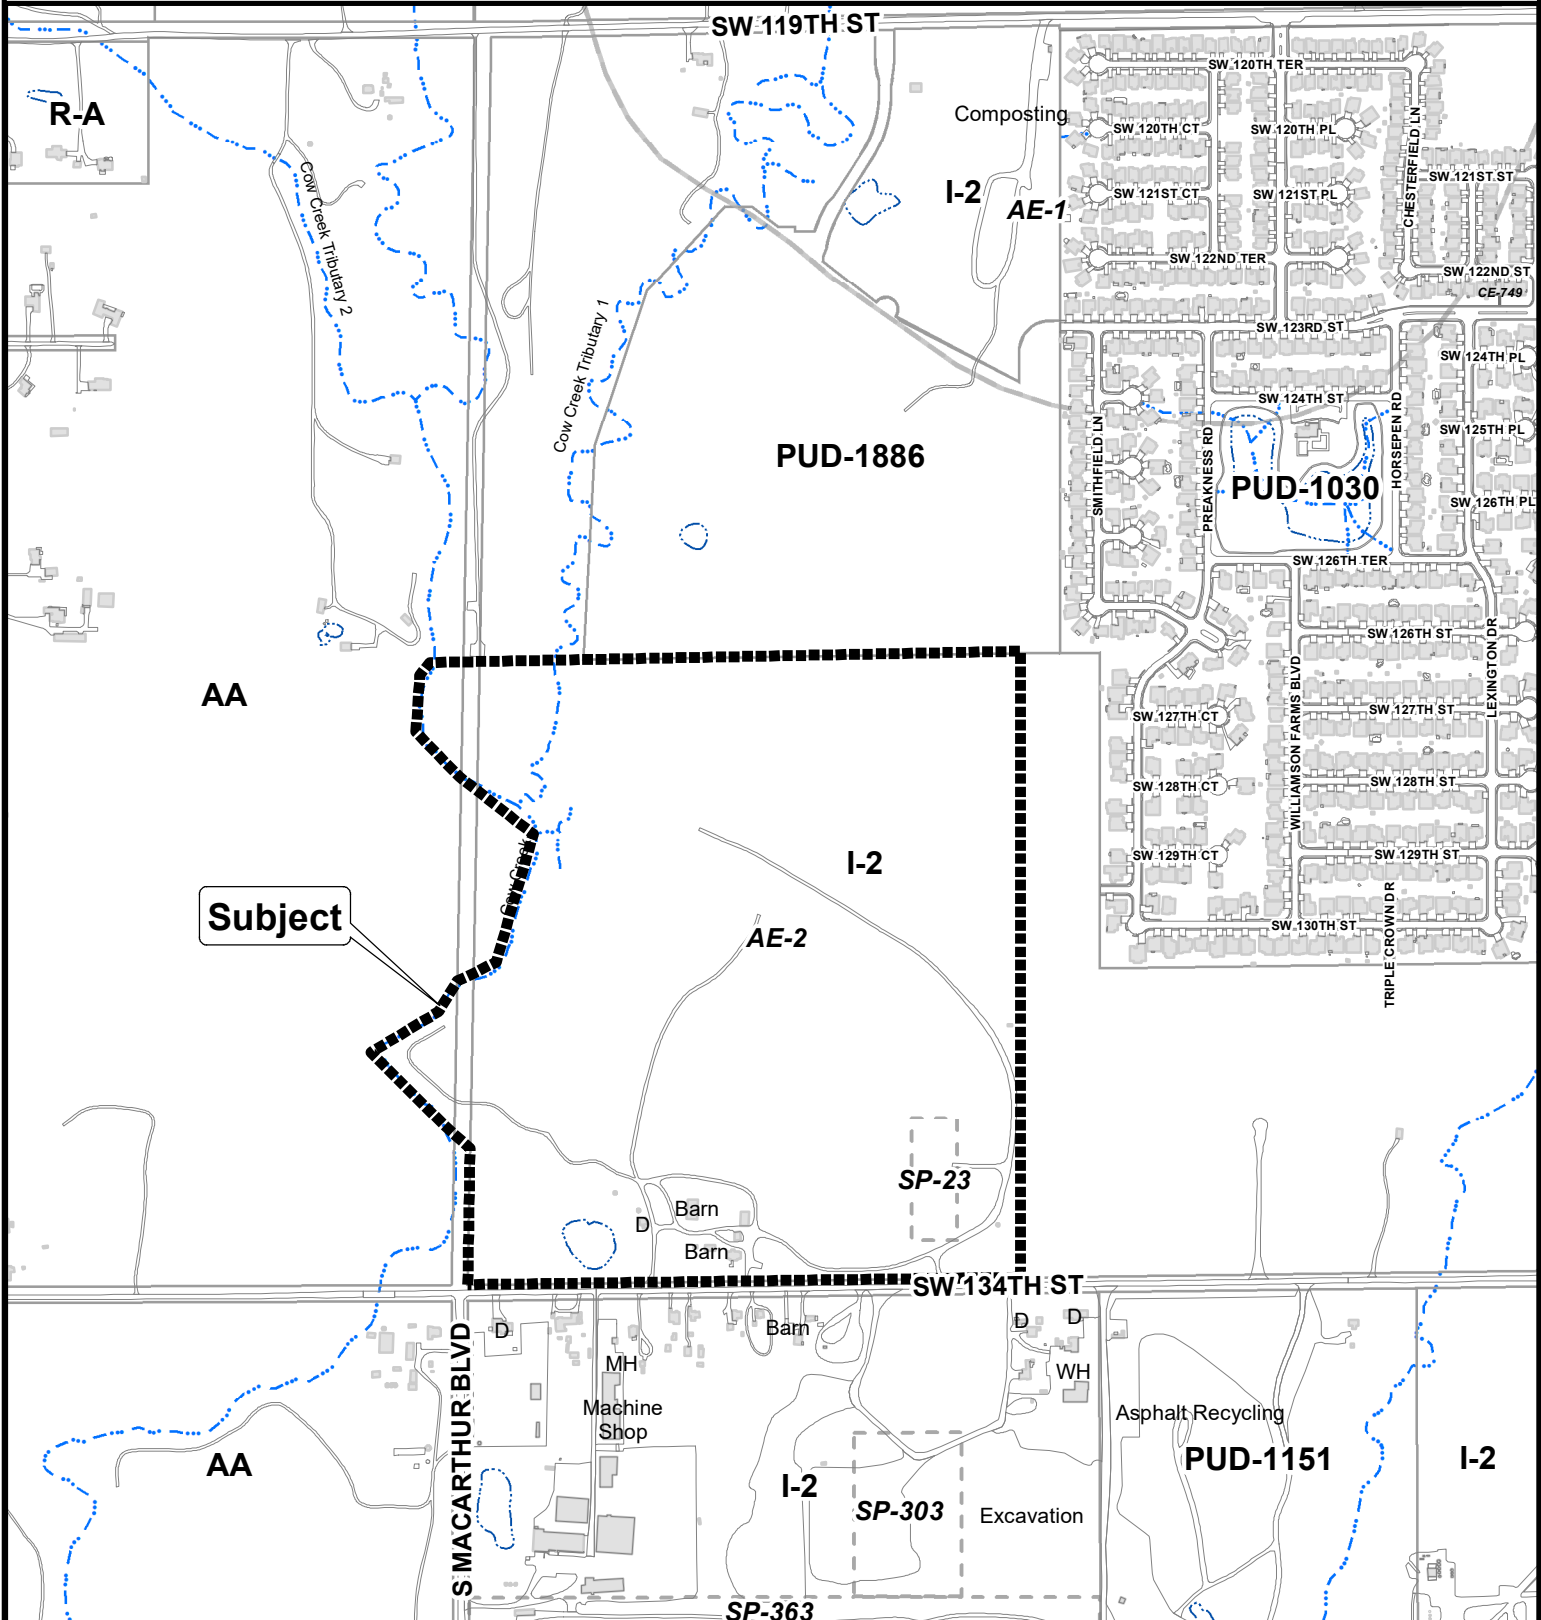 SW 119TH ST
R-A
Composting
I-2
AE-1
SW 120TH TER
SW 120TH CT
SW 120TH PL
CHESTERFIELD LN
SW 121ST ST
SW 121ST CT
SW 121ST PL
SW 122ND TER
SW 122ND ST
CE-749
Cow Creek Tributary 2
Cow Creek Tributary 1
SW 123RD ST
SW 124TH PL
SW 124TH ST
SMITHFIELD LN
PREAKNESS RD
HORSEPEN RD
SW 125TH PL
PUD-1886
PUD-1030
SW 126TH PL
SW 126TH TER
SW 126TH ST
LEXINGTON DR
WILLIAMSON FARMS BLVD
AA
SW 127TH CT
SW 127TH ST
SW 128TH CT
SW 128TH ST
SW 129TH CT
SW 129TH ST
TRIPLE CROWN DR
SW 130TH ST
I-2
Cow Creek
Subject
AE-2
SP-23
Barn
D
Barn
SW 134TH ST
S MACARTHUR BLVD
D
Barn
D
D
MH
WH
Machine
Shop
Asphalt Recycling
AA
PUD-1151
I-2
I-2
SP-303
Excavation
SP-363